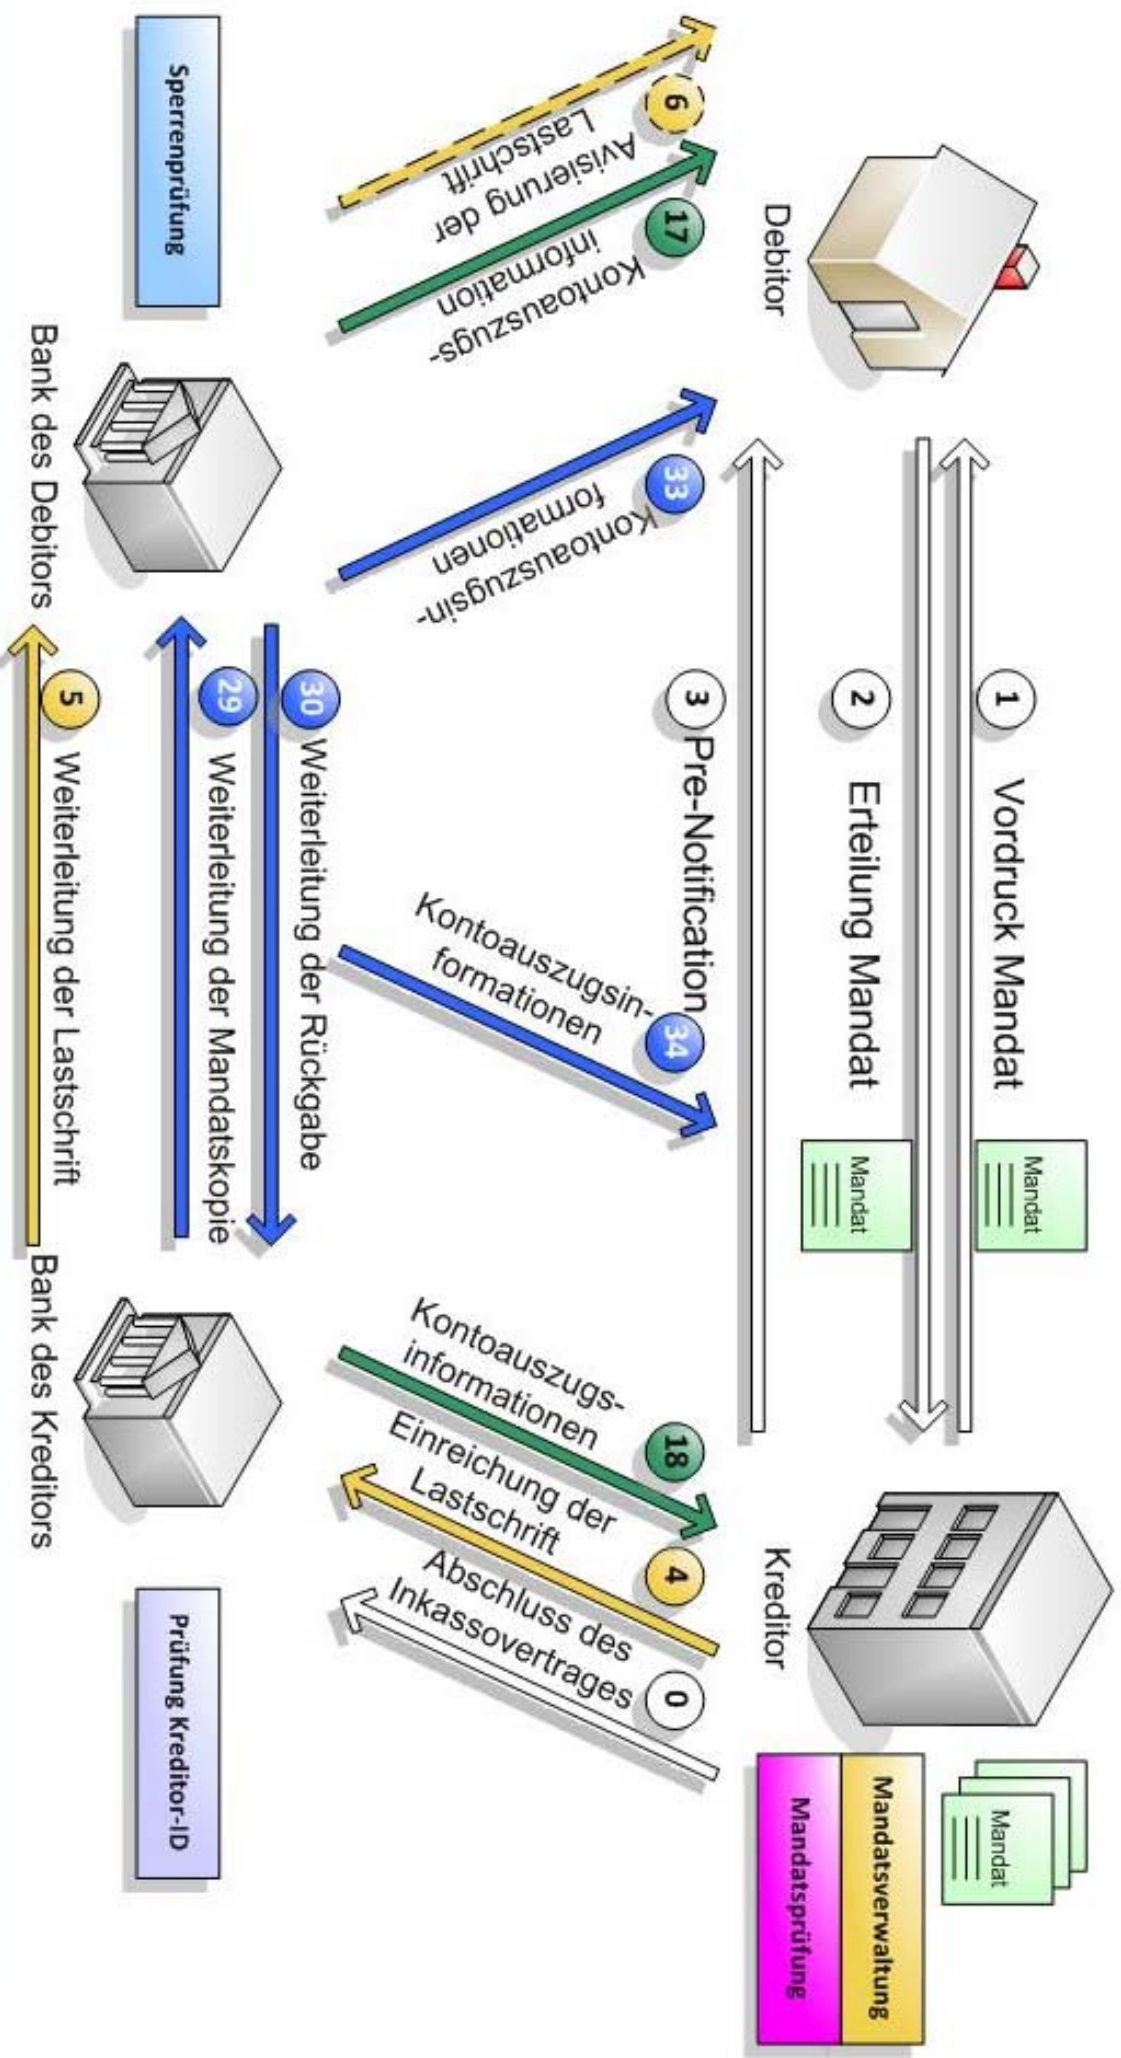 Mandat
Mandat
Mandat
1
Vordruck Mandat
2
Erteilung Mandat
3
Pre-Notification
Mandatsverwaltung
Mandatsprüfung
Debitor
Kreditor
6
Avisierung der
Lastschrift
17
Kontoauszugs-
information
33
Kontoauszugsin-
formationen
34
Kontoauszugsin-
formationen
18
Kontoauszugs-
informationen
4
Einreichung der
Lastschrift
0
Abschluss des
Inkassovertrages
30
Weiterleitung der Rückgabe
29
Weiterleitung der Mandatskopie
Sperrenprüfung
Prüfung Kreditor-ID
5
Weiterleitung der Lastschrift
Bank des Debitors
Bank des Kreditors